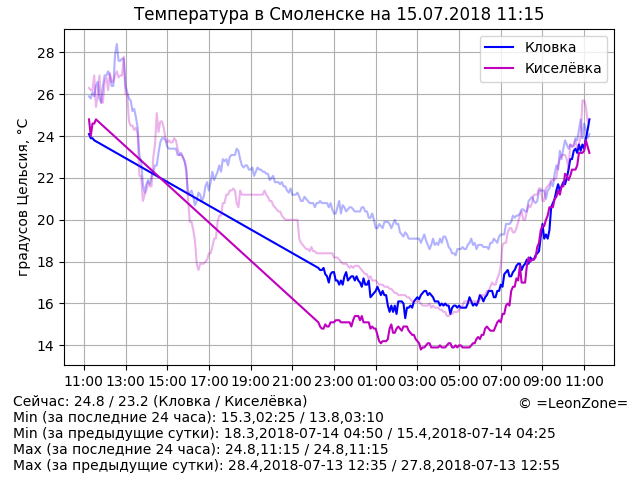 Температура в Смоленске на 15.07.2018 11:15
Кловка
Киселёвка
градусов Цельсия, °C
28
26
24
22
20
18
16
14
11:00 13:00 15:00 17:00 19:00 21:00 23:00 01:00 03:00 05:00 07:00 09:00 11:00
Сейчас: 24.8 / 23.2 (Кловка / Киселёвка)
© =LeonZone=
Min (за последние 24 часа): 15.3,02:25 / 13.8,03:10
Min (за предыдущие сутки): 18.3,2018-07-14 04:50 / 15.4,2018-07-14 04:25
Max (за последние 24 часа): 24.8,11:15 / 24.8,11:15
Max (за предыдущие сутки): 28.4,2018-07-13 12:35 / 27.8,2018-07-13 12:55